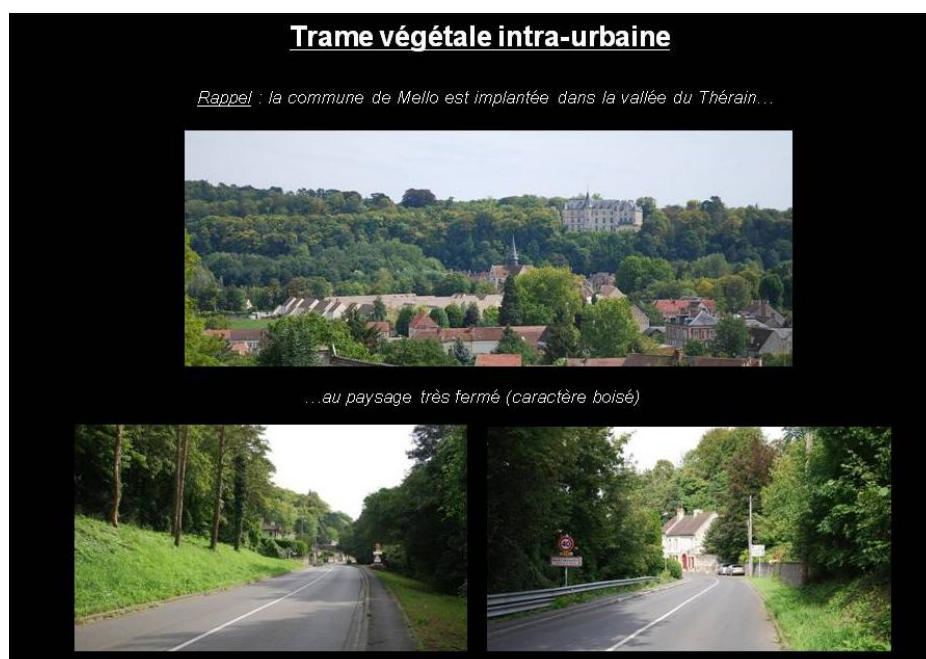 Trame végétale intra-urbaine
Rappel : la commune de Mello est implantée dans la vallée du Thérain…
…au paysage très fermé (caractère boisé)
40